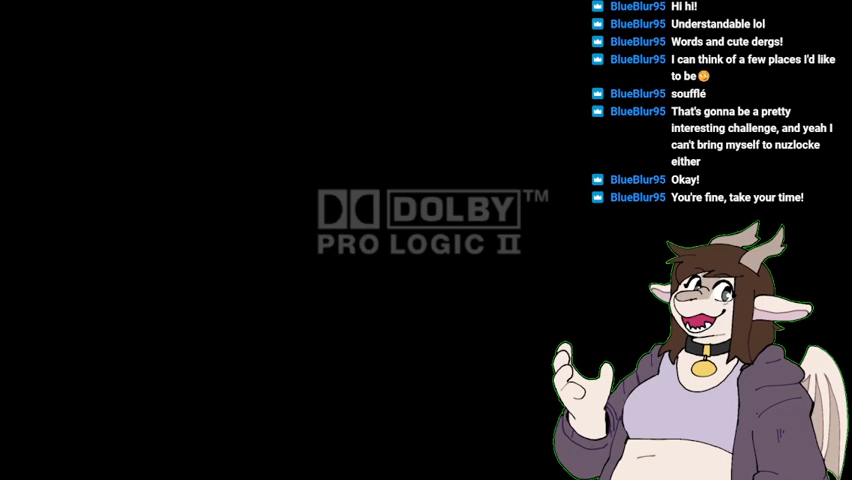 BlueBlur95 Hi hi!
BlueBlur95 Understandable lol
BlueBlur95 Words and cute dergs!
BlueBlur95 I can think of a few places I'd like
to be
BlueBlur95 soufflé
BlueBlur95 That's gonna be a pretty
interesting challenge, and yeah I
can't bring myself to nuzlocke
either
BlueBlur95 Okay!
BlueBlur95 You're fine, take your time!
DOLBY™
PRO LOGIC II